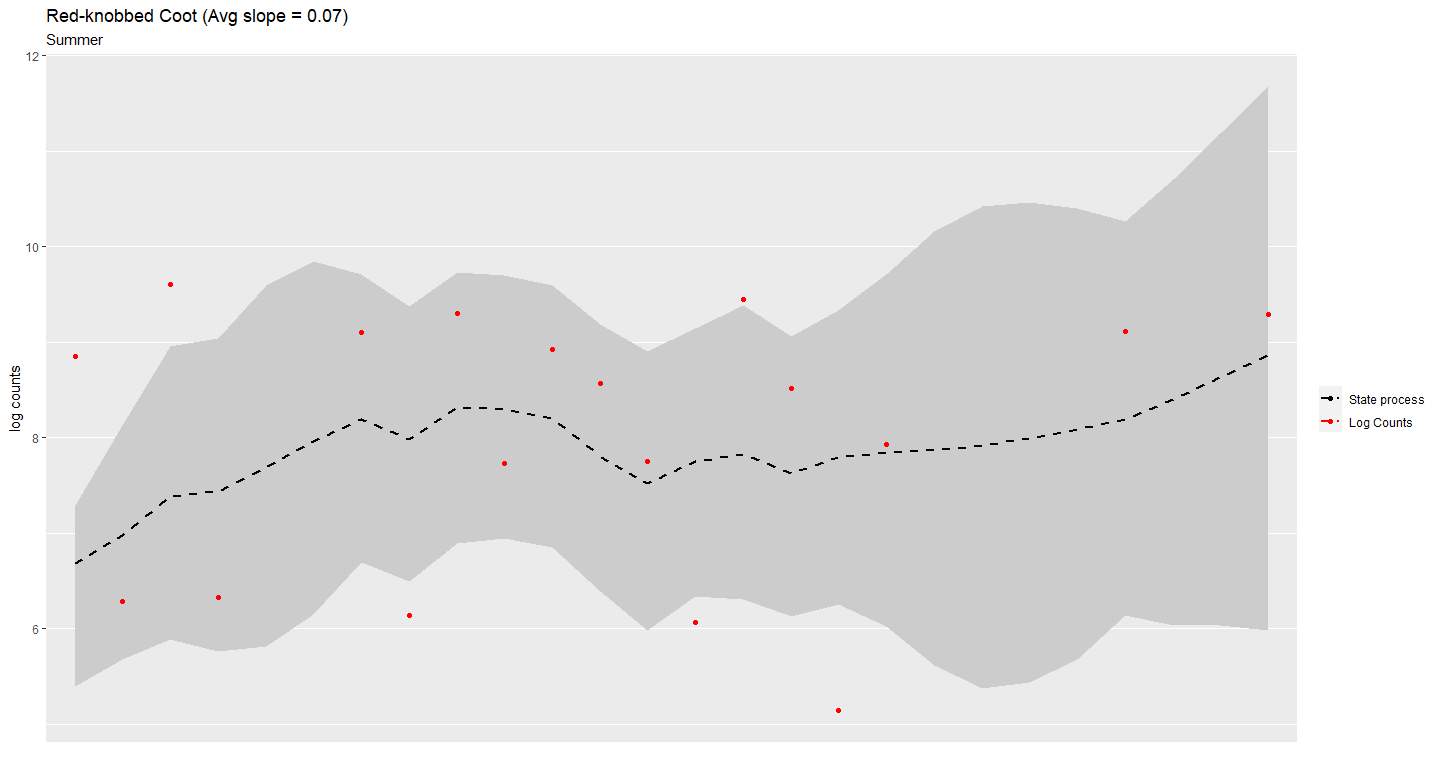 Red-knobbed Coot (Avg slope = 0.07)
Summer
12
10
8
6
log counts
State process
Log Counts